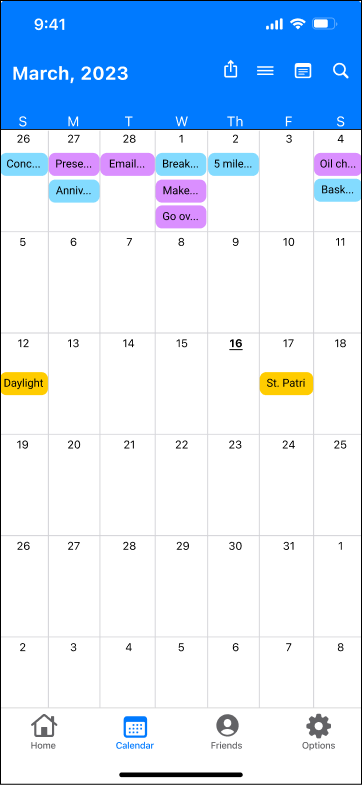 9:41
March, 2023
S M T W Th F S
26 27 28 1 2 3 4
Conc... Prese... Email... Break... 5 mile... Oil ch...
Anniv... Make... Bask...
Go ov...
5 6 7 8 9 10 11
12 13 14 15 16 17 18
Daylight St. Patri
19 20 21 22 23 24 25
26 27 28 29 30 31 1
2 3 4 5 6 7 8
Home Calendar Friends Options